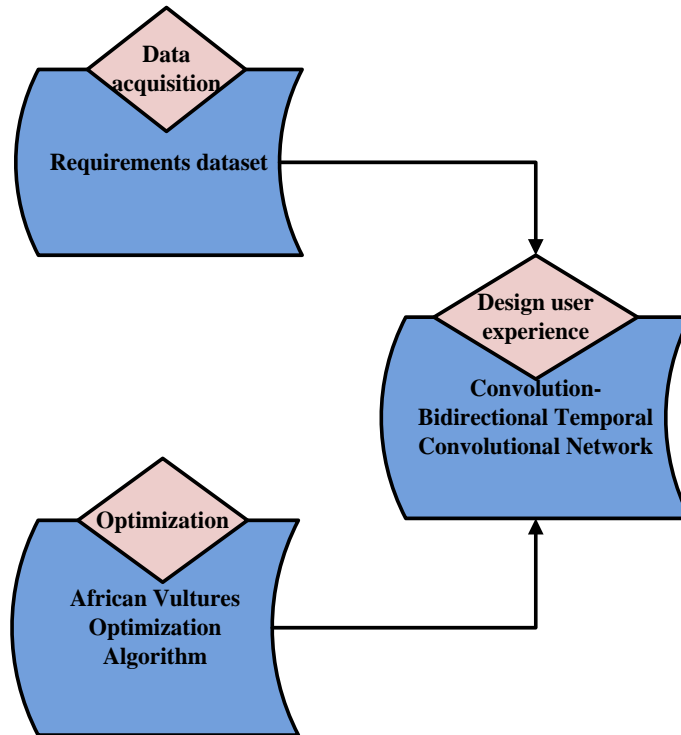 Data
acquisition
Requirements dataset
Design user
experience
Convolution-
Bidirectional Temporal
Convolutional Network
Optimization
African Vultures
Optimization
Algorithm